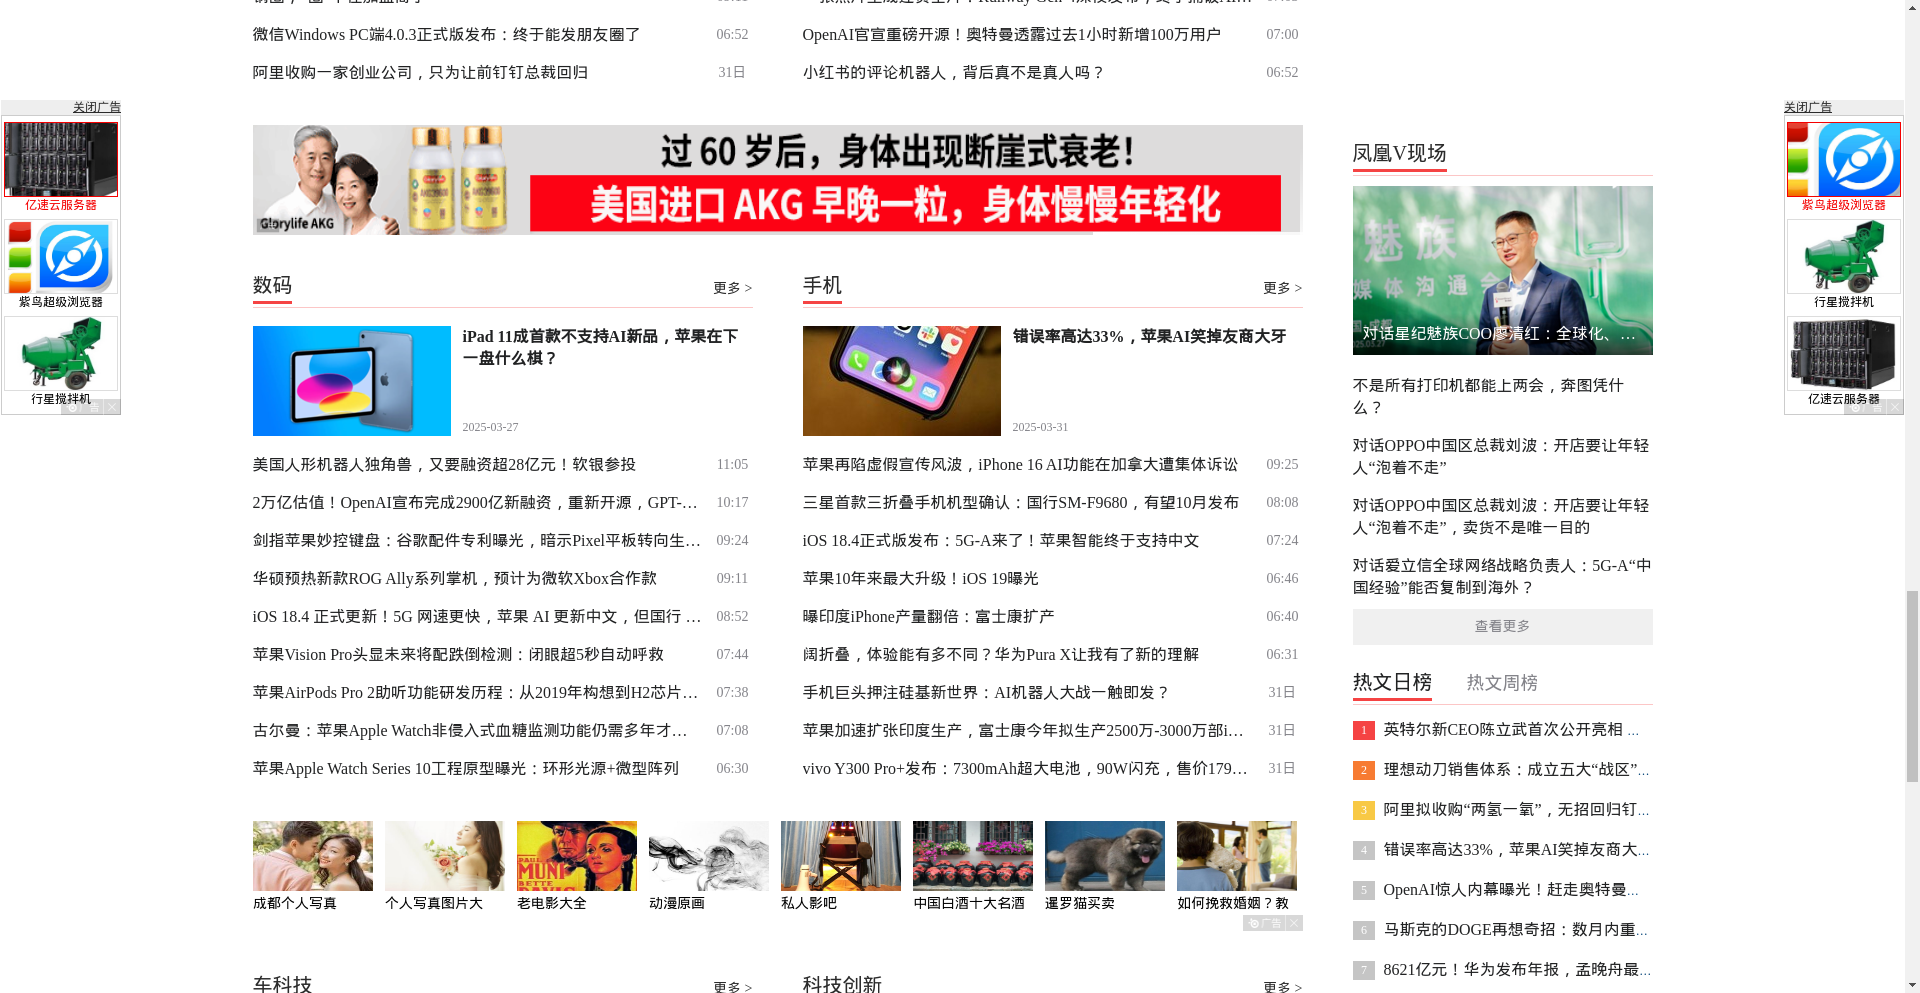 微信Windows PC端4.0.3正式版发布：终于能发朋友圈了 06:52
阿里收购一家创业公司，只为让前钉钉总裁回归 31日
OpenAI官宣重磅开源！奥特曼透露过去1小时新增100万用户 07:00
小红书的评论机器人，背后真不是真人吗？ 06:52
关闭广告
亿速云服务器
紫鸟超级浏览器
行星搅拌机
广告
过 60 岁后，身体出现断崖式衰老！
美国进口 AKG 早晚一粒，身体慢慢年轻化
Glorylife AKG
数码
更多 >
iPad 11成首款不支持AI新品，苹果在下
一盘什么棋？
2025-03-27
美国人形机器人独角兽，又要融资超28亿元！软银参投 11:05
2万亿估值！OpenAI宣布完成2900亿新融资，重新开源，GPT-… 10:17
剑指苹果妙控键盘：谷歌配件专利曝光，暗示Pixel平板转向生… 09:24
华硕预热新款ROG Ally系列掌机，预计为微软Xbox合作款 09:11
iOS 18.4 正式更新！5G 网速更快，苹果 AI 更新中文，但国行 … 08:52
苹果Vision Pro头显未来将配跌倒检测：闭眼超5秒自动呼救 07:44
苹果AirPods Pro 2助听功能研发历程：从2019年构想到H2芯片… 07:38
古尔曼：苹果Apple Watch非侵入式血糖监测功能仍需多年才… 07:08
苹果Apple Watch Series 10工程原型曝光：环形光源+微型阵列 06:30
手机
更多 >
错误率高达33%，苹果AI笑掉友商大牙
2025-03-31
苹果再陷虚假宣传风波，iPhone 16 AI功能在加拿大遭集体诉讼 09:25
三星首款三折叠手机机型确认：国行SM-F9680，有望10月发布 08:08
iOS 18.4正式版发布：5G-A来了！苹果智能终于支持中文 07:24
苹果10年来最大升级！iOS 19曝光 06:46
曝印度iPhone产量翻倍：富士康扩产 06:40
阔折叠，体验能有多不同？华为Pura X让我有了新的理解 06:31
手机巨头押注硅基新世界：AI机器人大战一触即发？ 31日
苹果加速扩张印度生产，富士康今年拟生产2500万-3000万部i… 31日
vivo Y300 Pro+发布：7300mAh超大电池，90W闪充，售价179… 31日
PAUL
MUNI
BETTE
DAVIS
成都个人写真
个人写真图片大
老电影大全
动漫原画
私人影吧
中国白酒十大名酒
暹罗猫买卖
如何挽救婚姻？教
广告
车科技
更多 >
科技创新
更多 >
凤凰V现场
魅族
媒体沟通会
对话星纪魅族COO廖清红：全球化、…
不是所有打印机都能上两会，奔图凭什
么？
对话OPPO中国区总裁刘波：开店要让年轻
人“泡着不走”
对话OPPO中国区总裁刘波：开店要让年轻
人“泡着不走”，卖货不是唯一目的
对话爱立信全球网络战略负责人：5G-A“中
国经验”能否复制到海外？
查看更多
热文日榜
热文周榜
1 英特尔新CEO陈立武首次公开亮相 …
2 理想动刀销售体系：成立五大“战区”…
3 阿里拟收购“两氢一氧”，无招回归钉…
4 错误率高达33%，苹果AI笑掉友商大…
5 OpenAI惊人内幕曝光！赶走奥特曼…
6 马斯克的DOGE再想奇招：数月内重…
7 8621亿元！华为发布年报，孟晚舟最…
关闭广告
紫鸟超级浏览器
行星搅拌机
亿速云服务器
广告